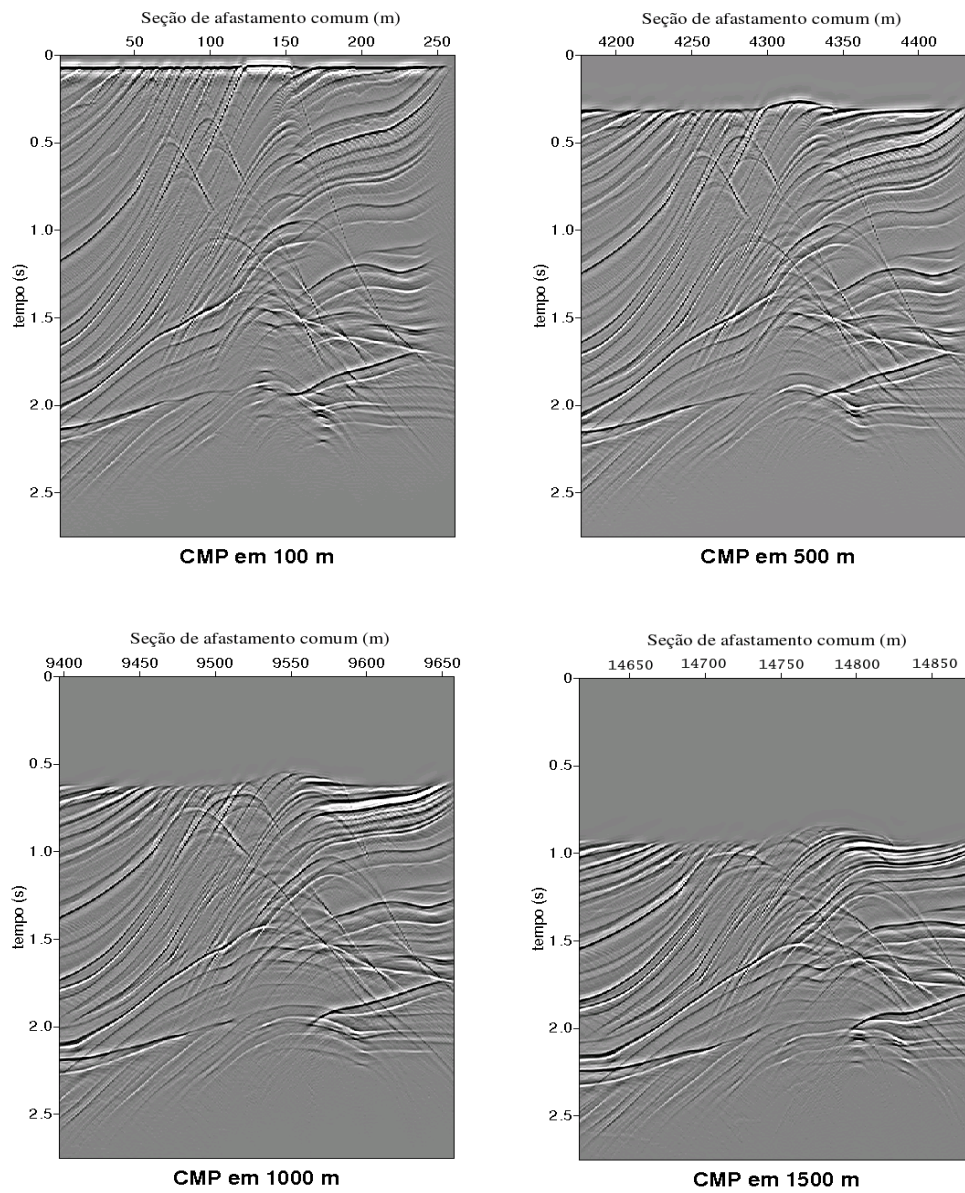 Seção de afastamento comum (m)
50 100 150 200 250
0
0.5
1.0
1.5
2.0
2.5
tempo (s)
CMP em 100 m
Seção de afastamento comum (m)
4200 4250 4300 4350 4400
0
0.5
1.0
1.5
2.0
2.5
tempo (s)
CMP em 500 m
Seção de afastamento comum (m)
9400 9450 9500 9550 9600 9650
0
0.5
1.0
1.5
2.0
2.5
tempo (s)
CMP em 1000 m
Seção de afastamento comum (m)
14650 14700 14750 14800 14850
0
0.5
1.0
1.5
2.0
2.5
tempo (s)
CMP em 1500 m